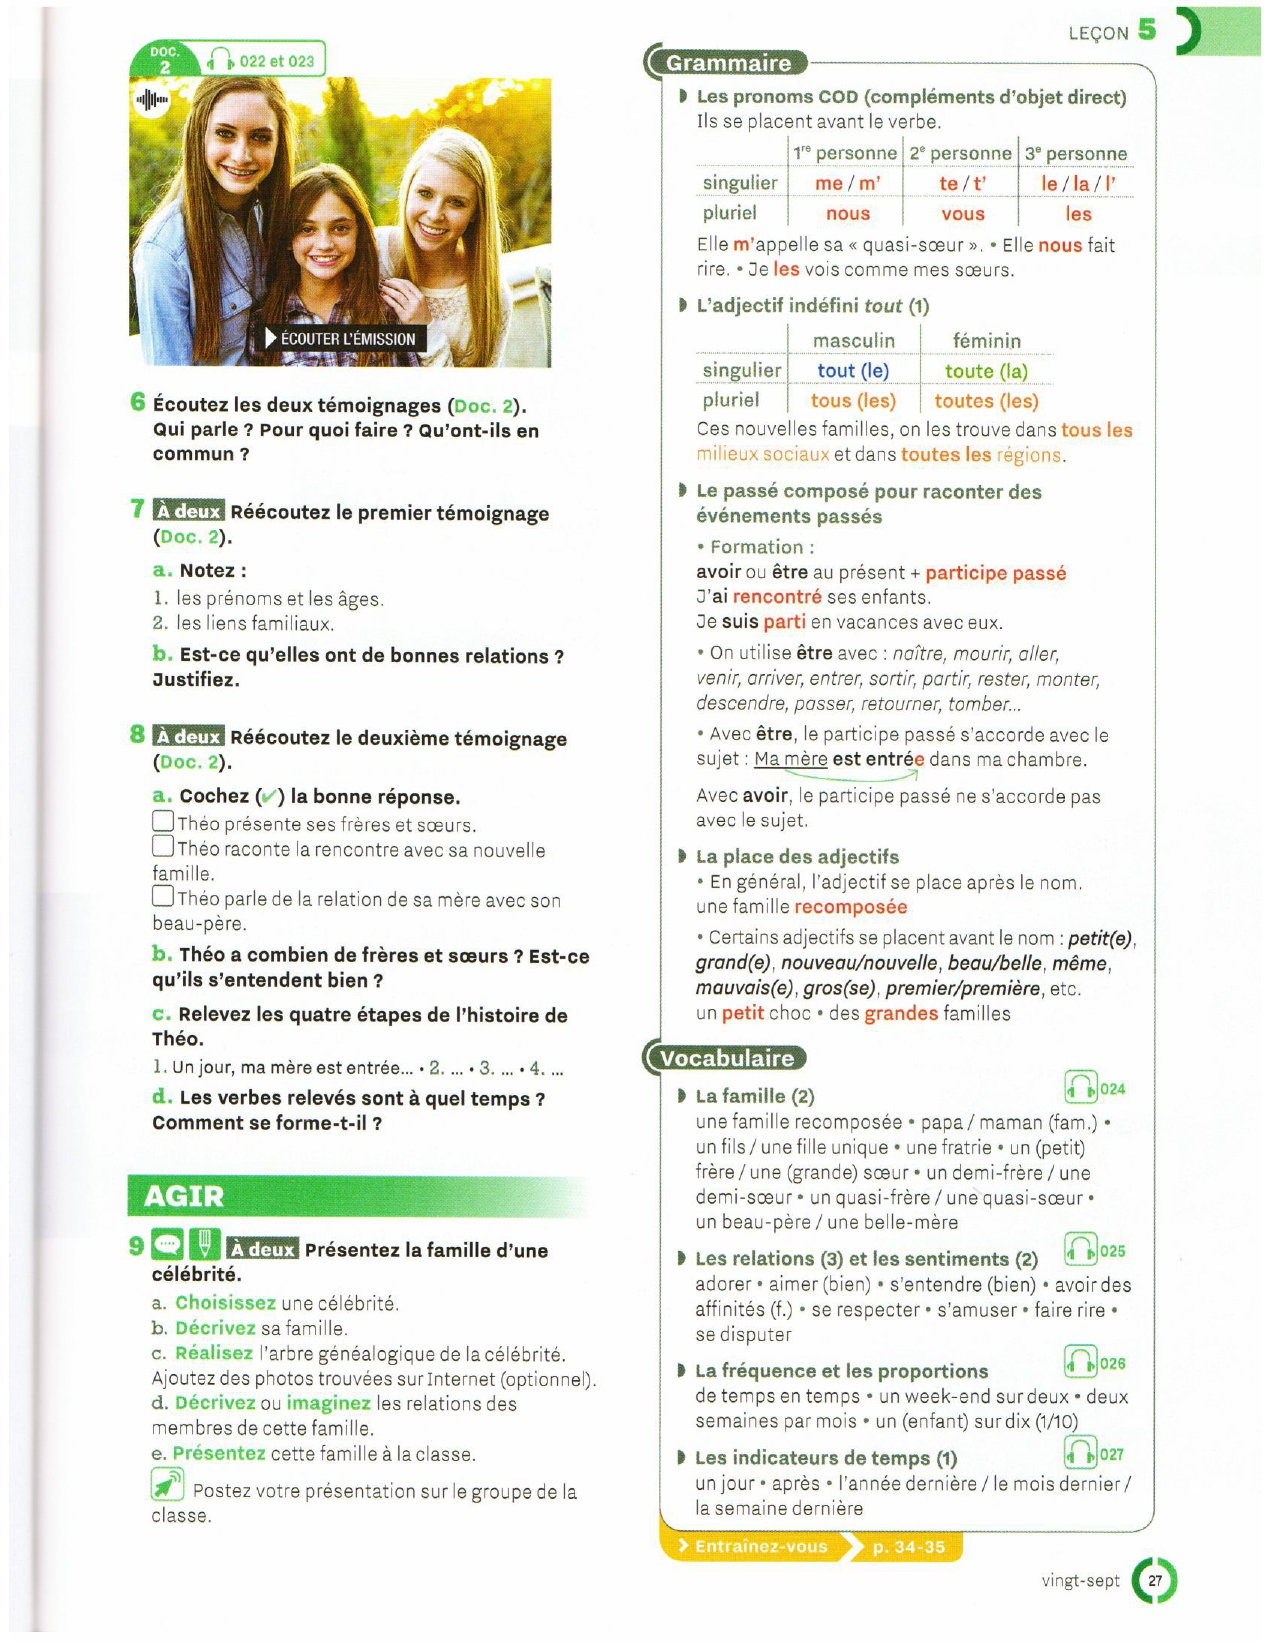 LEÇON 5
DOC. 2
022 et 023
ÉCOUTER L'ÉMISSION
6 Écoutez les deux témoignages (Doc. 2).
Qui parle ? Pour quoi faire ? Qu'ont-ils en
commun ?
7 À deux Réécoutez le premier témoignage
(Doc. 2).
a. Notez :
1. les prénoms et les âges.
2. les liens familiaux.
b. Est-ce qu'elles ont de bonnes relations ?
Justifiez.
8 À deux Réécoutez le deuxième témoignage
(Doc. 2).
a. Cochez (✓) la bonne réponse.
Théo présente ses frères et sœurs.
Théo raconte la rencontre avec sa nouvelle
famille.
Théo parle de la relation de sa mère avec son
beau-père.
b. Théo a combien de frères et sœurs ? Est-ce
qu'ils s'entendent bien ?
c. Relevez les quatre étapes de l'histoire de
Théo.
1. Un jour, ma mère est entrée... • 2. ... • 3. ... • 4. ...
d. Les verbes relevés sont à quel temps ?
Comment se forme-t-il ?
AGIR
9 À deux Présentez la famille d'une
célébrité.
a. Choisissez une célébrité.
b. Décrivez sa famille.
c. Réalisez l'arbre généalogique de la célébrité.
Ajoutez des photos trouvées sur Internet (optionnel).
d. Décrivez ou imaginez les relations des
membres de cette famille.
e. Présentez cette famille à la classe.
Postez votre présentation sur le groupe de la
classe.
Grammaire
Les pronoms COD (compléments d'objet direct)
Ils se placent avant le verbe.
1re personne 2e personne 3e personne
singulier me / m' te / t' le / la / l'
pluriel nous vous les
Elle m'appelle sa « quasi-sœur ». • Elle nous fait
rire. • Je les vois comme mes sœurs.
L'adjectif indéfini tout (1)
masculin féminin
singulier tout (le) toute (la)
pluriel tous (les) toutes (les)
Ces nouvelles familles, on les trouve dans tous les
milieux sociaux et dans toutes les régions.
Le passé composé pour raconter des
événements passés
• Formation :
avoir ou être au présent + participe passé
J'ai rencontré ses enfants.
Je suis parti en vacances avec eux.
• On utilise être avec : naître, mourir, aller,
venir, arriver, entrer, sortir, partir, rester, monter,
descendre, passer, retourner, tomber...
• Avec être, le participe passé s'accorde avec le
sujet : Ma mère est entrée dans ma chambre.
Avec avoir, le participe passé ne s'accorde pas
avec le sujet.
La place des adjectifs
• En général, l'adjectif se place après le nom.
une famille recomposée
• Certains adjectifs se placent avant le nom : petit(e),
grand(e), nouveau/nouvelle, beau/belle, même,
mauvais(e), gros(se), premier/première, etc.
un petit choc • des grandes familles
Vocabulaire
La famille (2) 024
une famille recomposée • papa / maman (fam.) •
un fils / une fille unique • une fratrie • un (petit)
frère / une (grande) sœur • un demi-frère / une
demi-sœur • un quasi-frère / une quasi-sœur •
un beau-père / une belle-mère
Les relations (3) et les sentiments (2) 025
adorer • aimer (bien) • s'entendre (bien) • avoir des
affinités (f.) • se respecter • s'amuser • faire rire •
se disputer
La fréquence et les proportions 026
de temps en temps • un week-end sur deux • deux
semaines par mois • un (enfant) sur dix (1/10)
Les indicateurs de temps (1) 027
un jour • après • l'année dernière / le mois dernier /
la semaine dernière
> Entraînez-vous > p. 34-35
vingt-sept 27